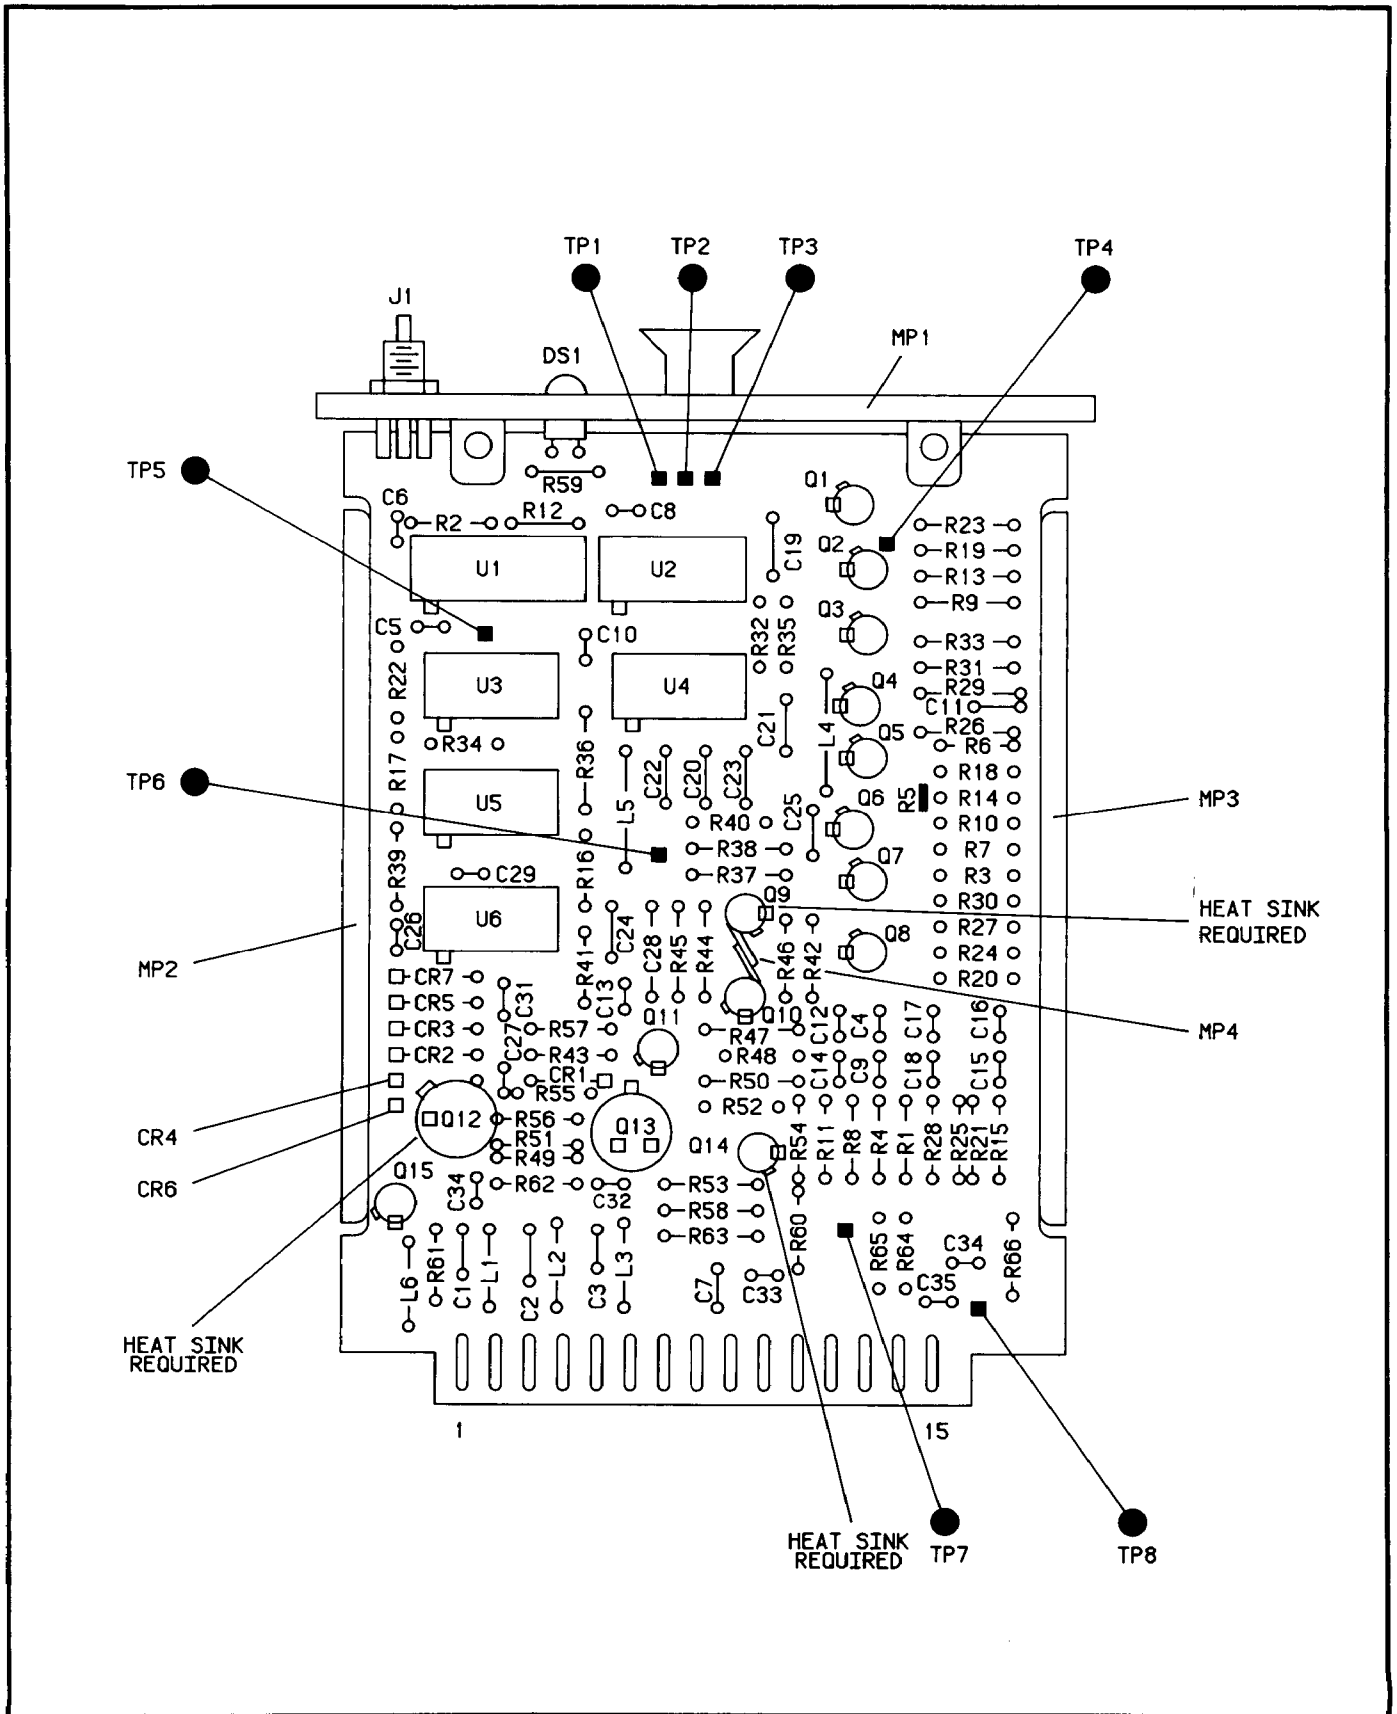 TP1 TP2 TP3 TP4
J1
MP1
DS1
TP5
R59
Q1
C6
R2 R12 C8
R23
C19
Q2
R19
U1 U2
R13
R9
Q3
C5
C10
R32 R35
R33
R22
R31
U3 U4
Q4
R29
C11
C21
L4
R26
Q5
R34
R6
R36
R17
R18
TP6
C22 C20 C23
R5
R14
MP3
U5
L5
Q6
C25
R40
R10
R38
R7
Q7
R39
C29
R16
R37
R3
Q9
R30
HEAT SINK
REQUIRED
U6
C26
C24
R27
Q8
C28 R45 R44
R46 R42
R24
MP2
R41
CR7
R20
C31
C13
CR5
Q10
C12 C4 C17 C16
Q11
CR3
R57
R47
MP4
C27
CR2
R43
R48
CR1
R50
C14 C9 C18 C15
R55
R52
CR4
Q12
R56
Q13
R51
Q14
R54 R11 R8 R4 R1 R28 R25 R21 R15
R49
CR6
Q15
C34
R62
C32
R53
R58
R63
R60
R65 R64
C34
R66
L6 R61 C1 L1 C2 L2 C3 L3
C7
C33
C35
HEAT SINK
REQUIRED
1 15
HEAT SINK
REQUIRED
TP7 TP8